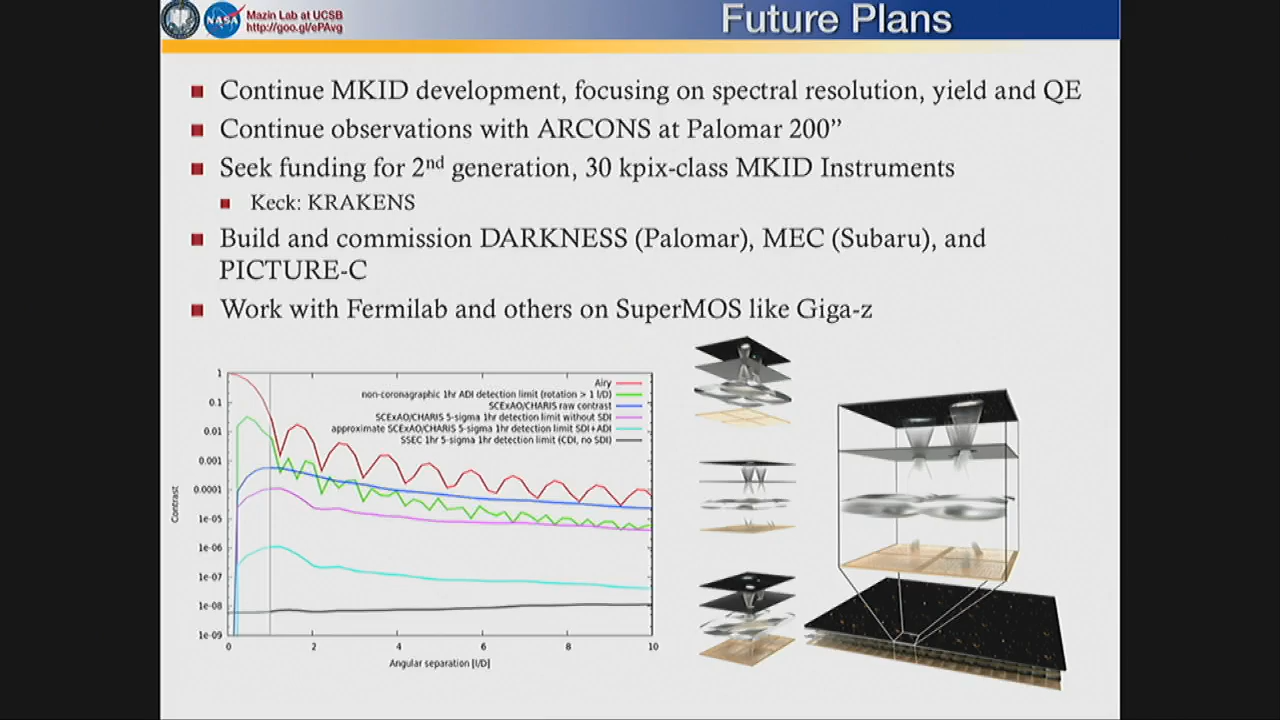 Mazin Lab at UCSB
http://goo.gl/ePAvg
Future Plans
Continue MKID development, focusing on spectral resolution, yield and QE
Continue observations with ARCONS at Palomar 200”
Seek funding for 2nd generation, 30 kpix-class MKID Instruments
Keck: KRAKENS
Build and commission DARKNESS (Palomar), MEC (Subaru), and
PICTURE-C
Work with Fermilab and others on SuperMOS like Giga-z
Airy
non-coronagraphic 1hr ADI detection limit (rotation > 1 l/D)
SCExAO/CHARIS raw contrast
SCExAO/CHARIS 5-sigma 1hr detection limit without SDI
approximate SCExAO/CHARIS 5-sigma 1hr detection limit SDI+ADI
SSEC 1hr 5-sigma 1hr detection limit (CDI, no SDI)
Contrast
1
0.1
0.01
0.001
0.0001
1e-05
1e-06
1e-07
1e-08
1e-09
0 2 4 6 8 10
Angular separation [l/D]
NASA